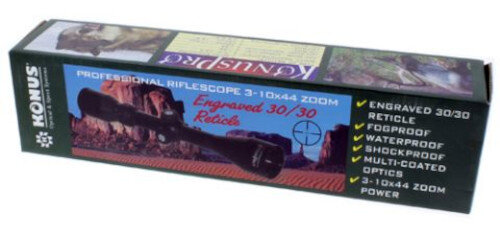 KONUSPRO
KONUS®
PROFESSIONAL RIFLESCOPE 3-10x44 ZOOM
Engraved 30/30
Reticle
ENGRAVED 30/30
RETICLE
FOGPROOF
WATERPROOF
SHOCKPROOF
MULTI-COATED
OPTICS
3-10x44 ZOOM
POWER